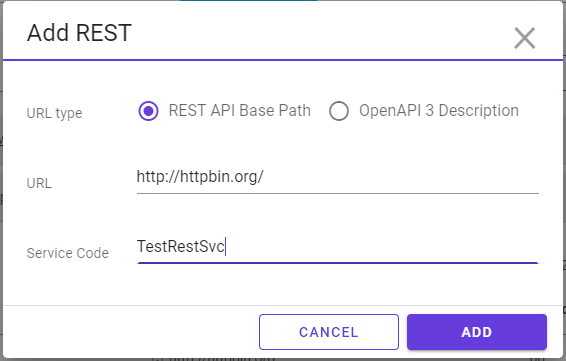 Add REST
URL type REST API Base Path OpenAPI 3 Description
URL http://httpbin.org/
Service Code TestRestSvc
CANCEL ADD